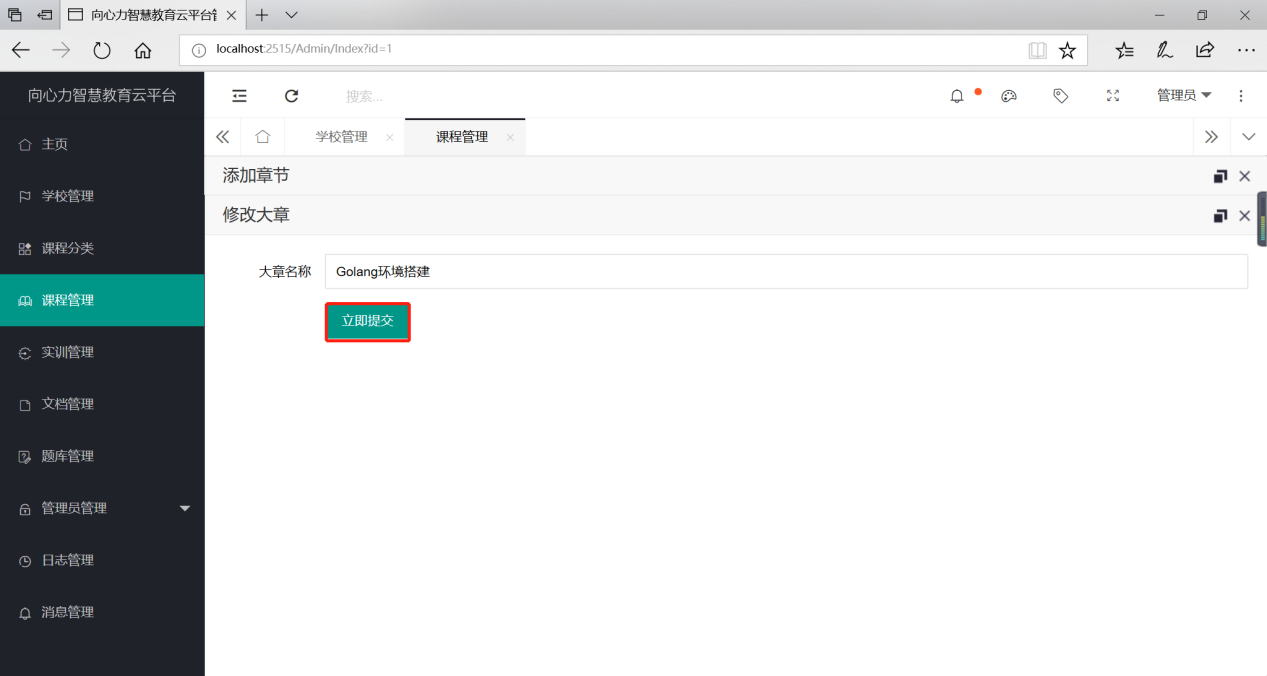 向心力智慧教育云平台管
localhost:2515/Admin/Index?id=1
向心力智慧教育云平台
搜索...
管理员
主页
学校管理
课程分类
课程管理
实训管理
文档管理
题库管理
管理员管理
日志管理
消息管理
学校管理
课程管理
添加章节
修改大章
大章名称
Golang环境搭建
立即提交